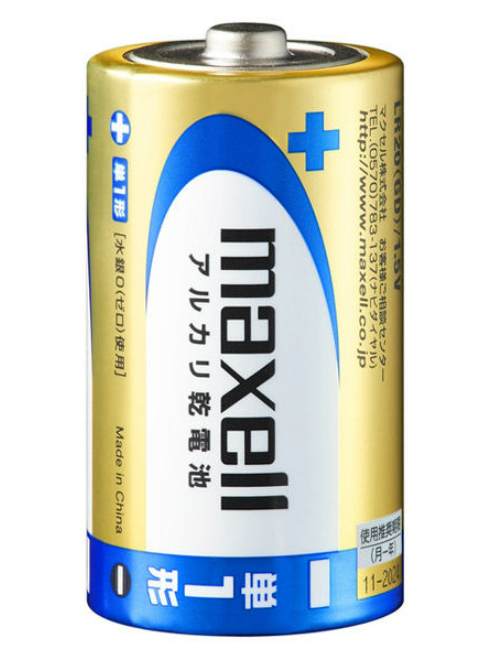 + 単1形 [水銀0(ゼロ)使用] Made in China
maxell
アルカリ乾電池
LR20(GD)/1.5V
マクセル株式会社 お客様ご相談センター
TEL.(0570)783-137(ナビダイヤル)
http://www.maxell.co.jp
使用推奨期限
(月-年)
11-2024
単1形